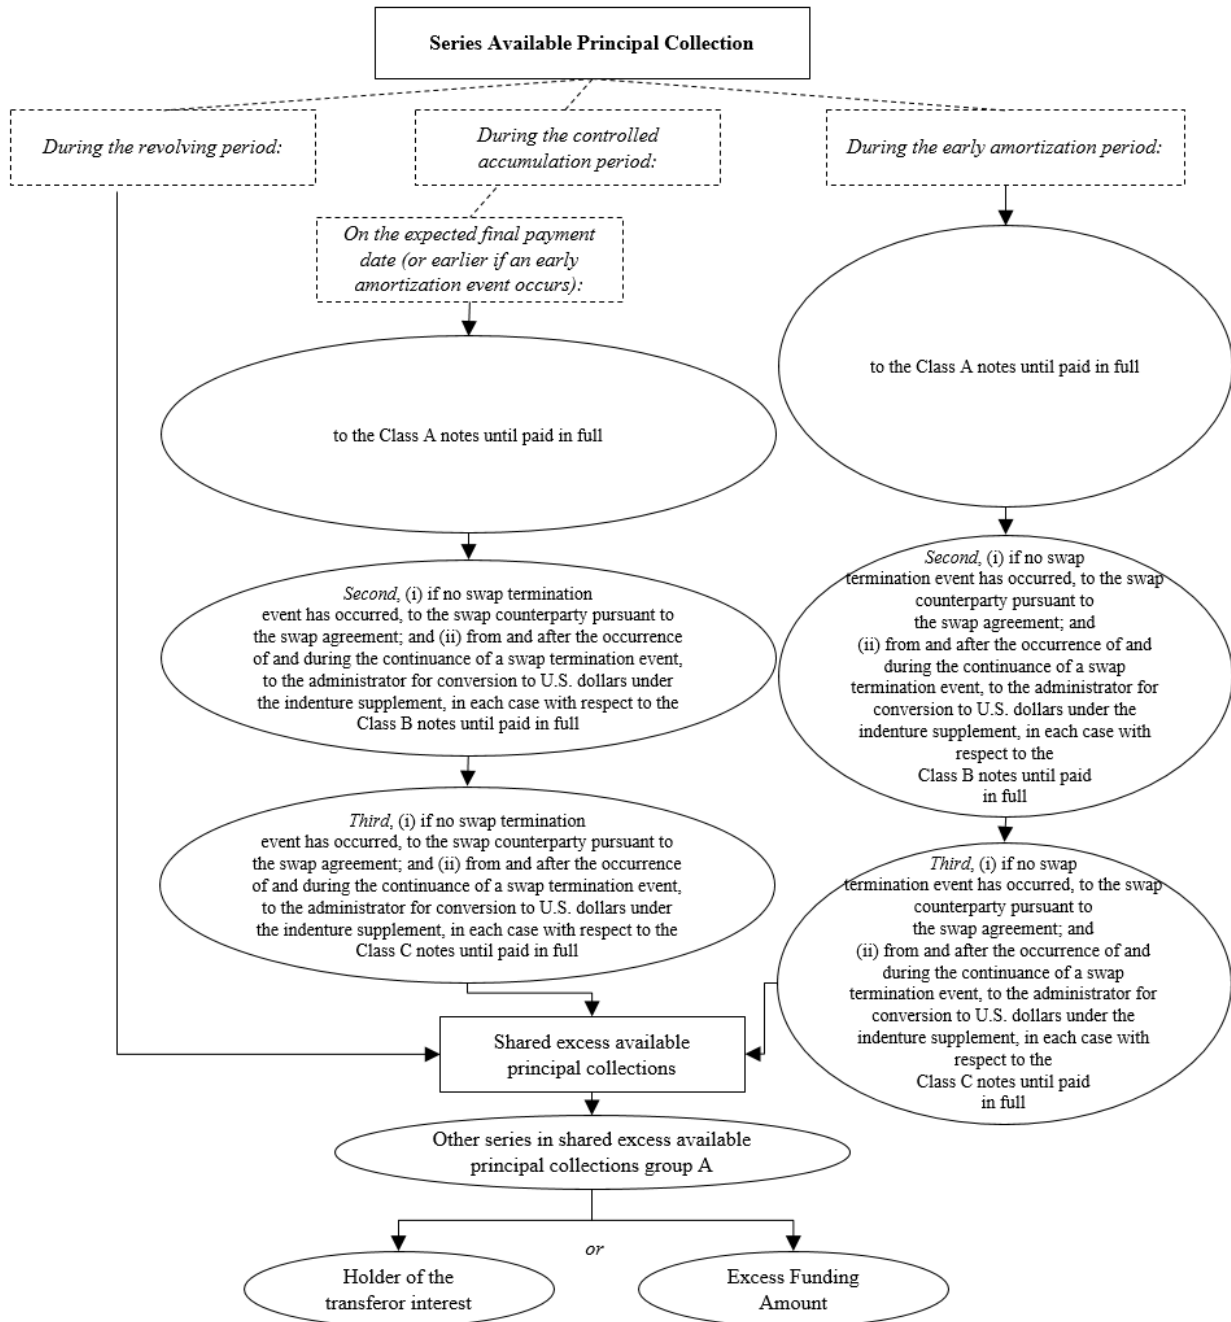 Series Available Principal Collection
During the revolving period:
During the controlled
accumulation period:
During the early amortization period:
On the expected final payment
date (or earlier if an early
amortization event occurs):
to the Class A notes until paid in full
to the Class A notes until paid in full
Second, (i) if no swap termination
event has occurred, to the swap counterparty pursuant to
the swap agreement; and (ii) from and after the occurrence
of and during the continuance of a swap termination event,
to the administrator for conversion to U.S. dollars under
the indenture supplement, in each case with respect to the
Class B notes until paid in full
Second, (i) if no swap
termination event has occurred, to the swap
counterparty pursuant to
the swap agreement; and
(ii) from and after the occurrence of and
during the continuance of a swap
termination event, to the administrator for
conversion to U.S. dollars under the
indenture supplement, in each case with
respect to the
Class B notes until paid
in full
Third, (i) if no swap termination
event has occurred, to the swap counterparty pursuant to
the swap agreement; and (ii) from and after the occurrence
of and during the continuance of a swap termination event,
to the administrator for conversion to U.S. dollars under
the indenture supplement, in each case with respect to the
Class C notes until paid in full
Third, (i) if no swap
termination event has occurred, to the swap
counterparty pursuant to
the swap agreement; and
(ii) from and after the occurrence of and
during the continuance of a swap
termination event, to the administrator for
conversion to U.S. dollars under the
indenture supplement, in each case with
respect to the
Class C notes until paid
in full
Shared excess available
principal collections
Other series in shared excess available
principal collections group A
or
Holder of the
transferor interest
Excess Funding
Amount